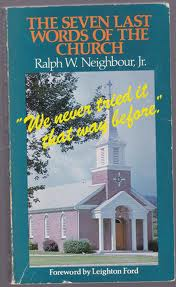 THE SEVEN LAST
WORDS OF THE
CHURCH
Ralph W. Neighbour, Jr.
"We never tried it
that way before."
Foreword by Leighton Ford